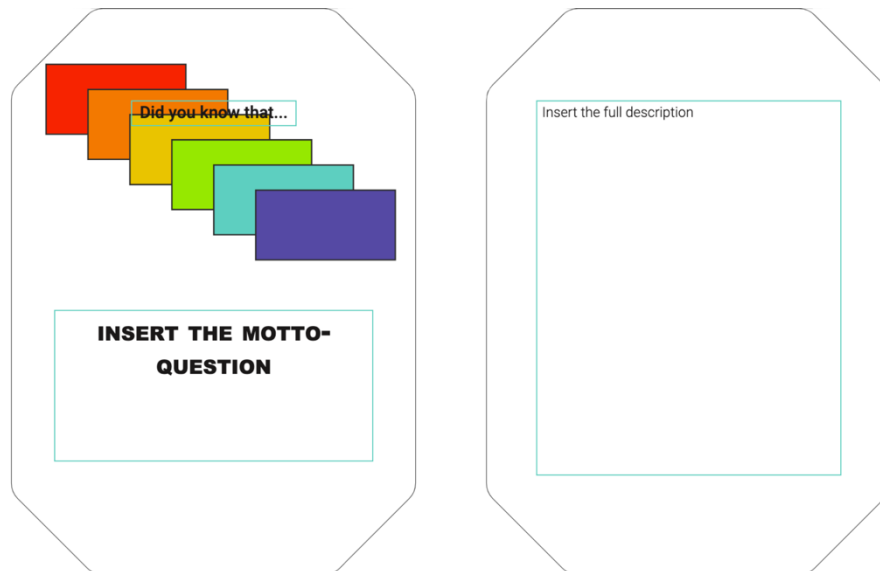 Did you know that...
INSERT THE MOTTO-
QUESTION
Insert the full description